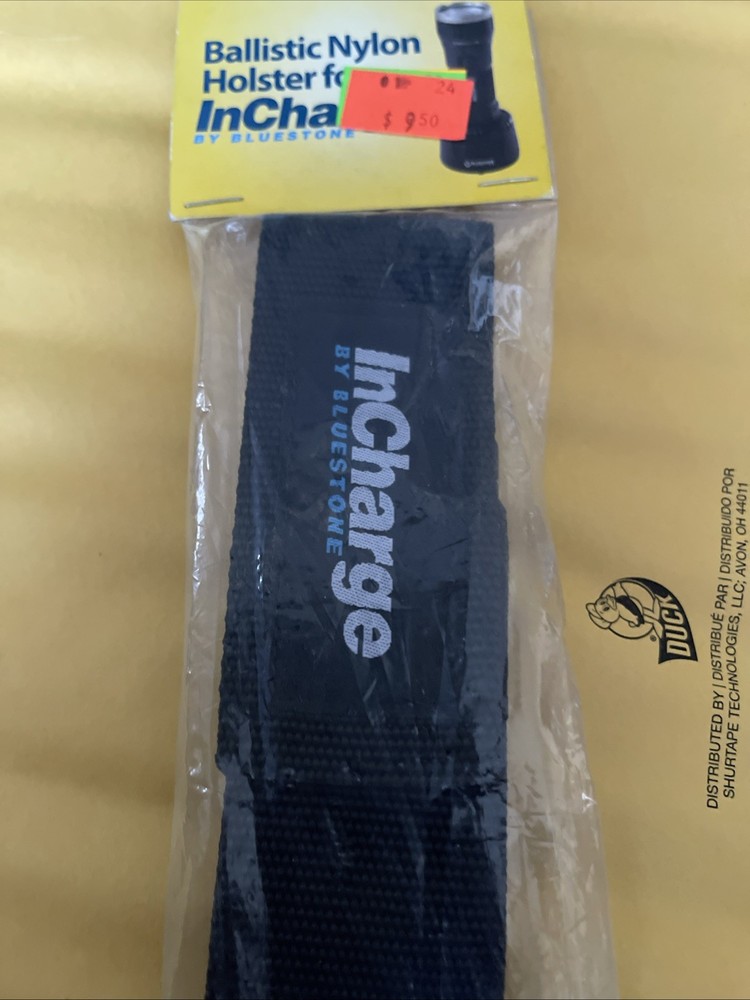 Ballistic Nylon
Holster fo
InCha
BY BLUESTONE
24
$ 9.50
InCharge
BY BLUESTONE
DUCK
DISTRIBUTED BY | DISTRIBUÉ PAR | DISTRIBUIDO POR
SHURTAPE TECHNOLOGIES, LLC; AVON, OH 44011